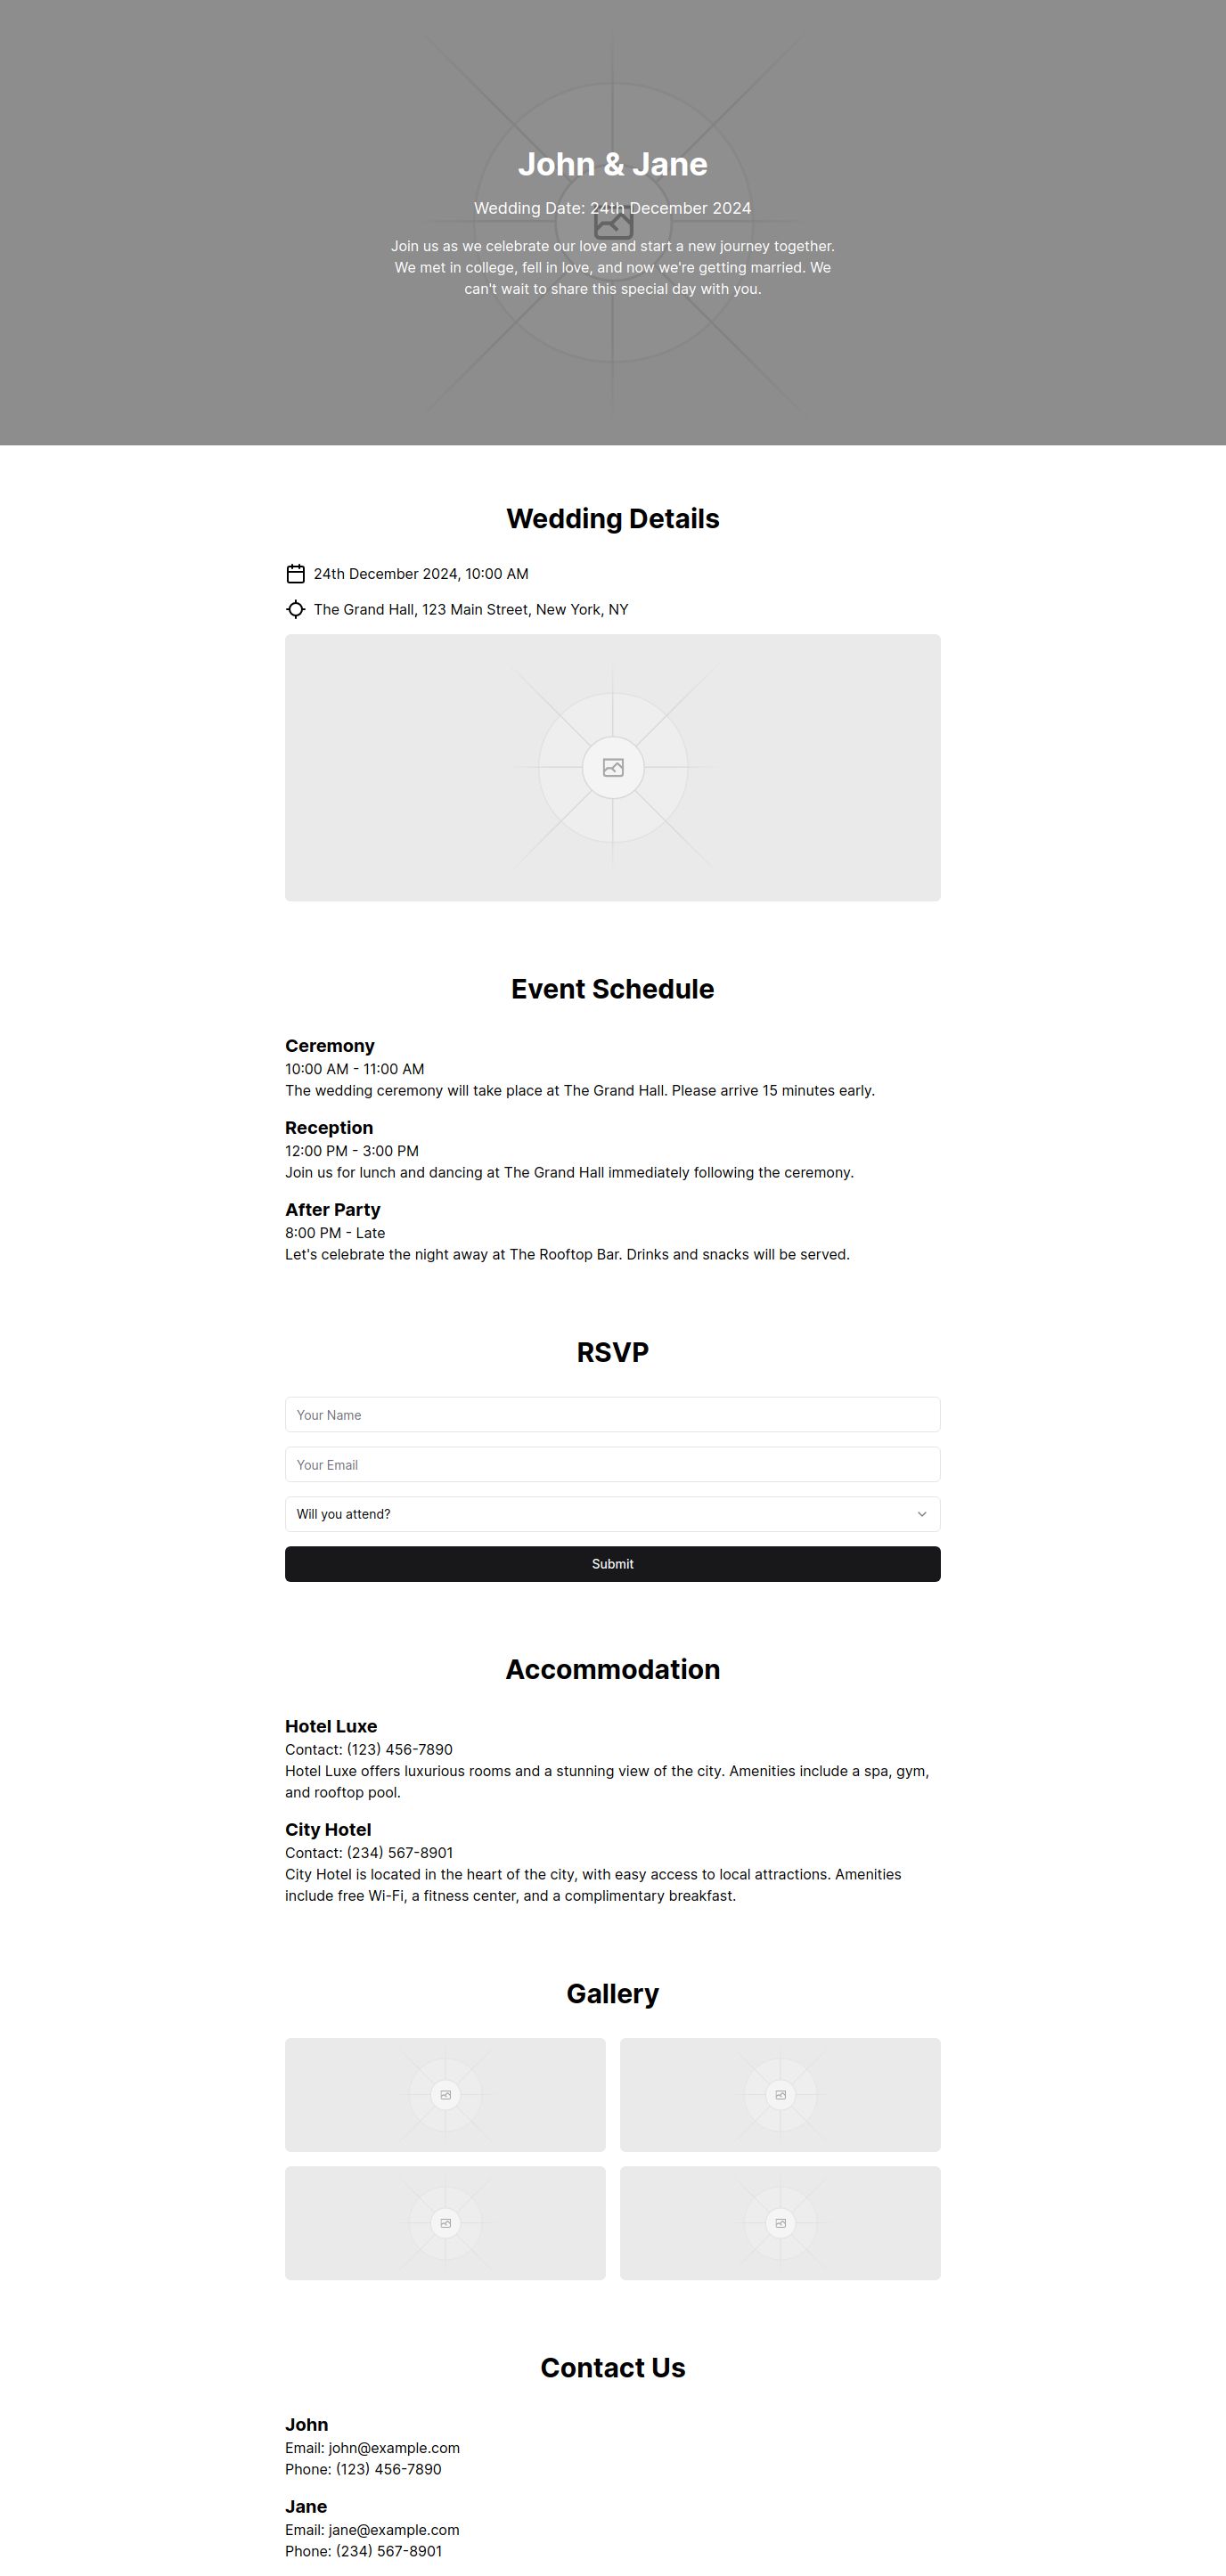 John & Jane
Wedding Date: 24th December 2024
Join us as we celebrate our love and start a new journey together.
We met in college, fell in love, and now we're getting married. We
can't wait to share this special day with you.
Wedding Details
24th December 2024, 10:00 AM
The Grand Hall, 123 Main Street, New York, NY
Event Schedule
Ceremony
10:00 AM - 11:00 AM
The wedding ceremony will take place at The Grand Hall. Please arrive 15 minutes early.
Reception
12:00 PM - 3:00 PM
Join us for lunch and dancing at The Grand Hall immediately following the ceremony.
After Party
8:00 PM - Late
Let's celebrate the night away at The Rooftop Bar. Drinks and snacks will be served.
RSVP
Your Name
Your Email
Will you attend?
Submit
Accommodation
Hotel Luxe
Contact: (123) 456-7890
Hotel Luxe offers luxurious rooms and a stunning view of the city. Amenities include a spa, gym,
and rooftop pool.
City Hotel
Contact: (234) 567-8901
City Hotel is located in the heart of the city, with easy access to local attractions. Amenities
include free Wi-Fi, a fitness center, and a complimentary breakfast.
Gallery
Contact Us
John
Email: john@example.com
Phone: (123) 456-7890
Jane
Email: jane@example.com
Phone: (234) 567-8901